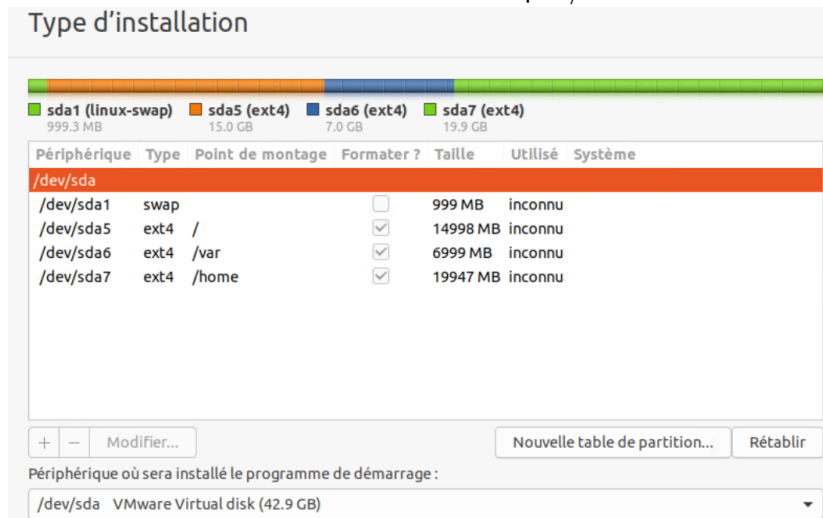 Type d'installation
sda1 (linux-swap) sda5 (ext4) sda6 (ext4) sda7 (ext4)
999.3 MB 15.0 GB 7.0 GB 19.9 GB
Périphérique Type Point de montage Formater ? Taille Utilisé Système
/dev/sda
/dev/sda1 swap 999 MB inconnu
/dev/sda5 ext4 / 14998 MB inconnu
/dev/sda6 ext4 /var 6999 MB inconnu
/dev/sda7 ext4 /home 19947 MB inconnu
+ − Modifier... Nouvelle table de partition... Rétablir
Périphérique où sera installé le programme de démarrage :
/dev/sda VMware Virtual disk (42.9 GB)